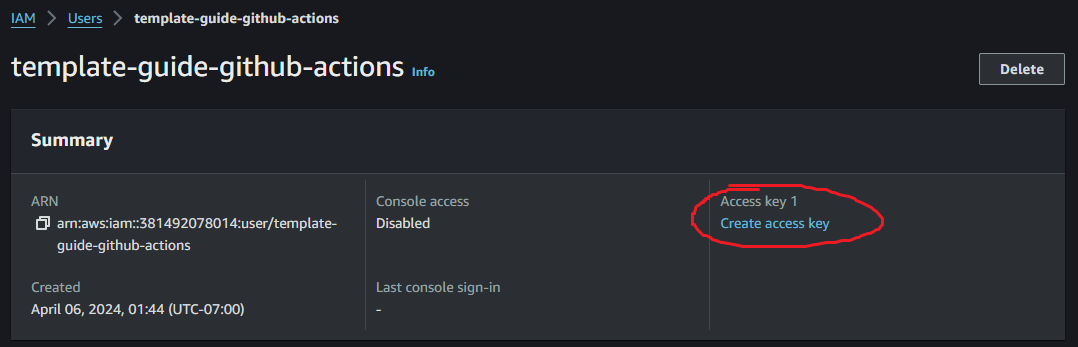 IAM > Users > template-guide-github-actions
template-guide-github-actions Info
Delete
Summary
ARN
arn:aws:iam::381492078014:user/template-
guide-github-actions
Console access
Disabled
Access key 1
Create access key
Created
April 06, 2024, 01:44 (UTC-07:00)
Last console sign-in
-